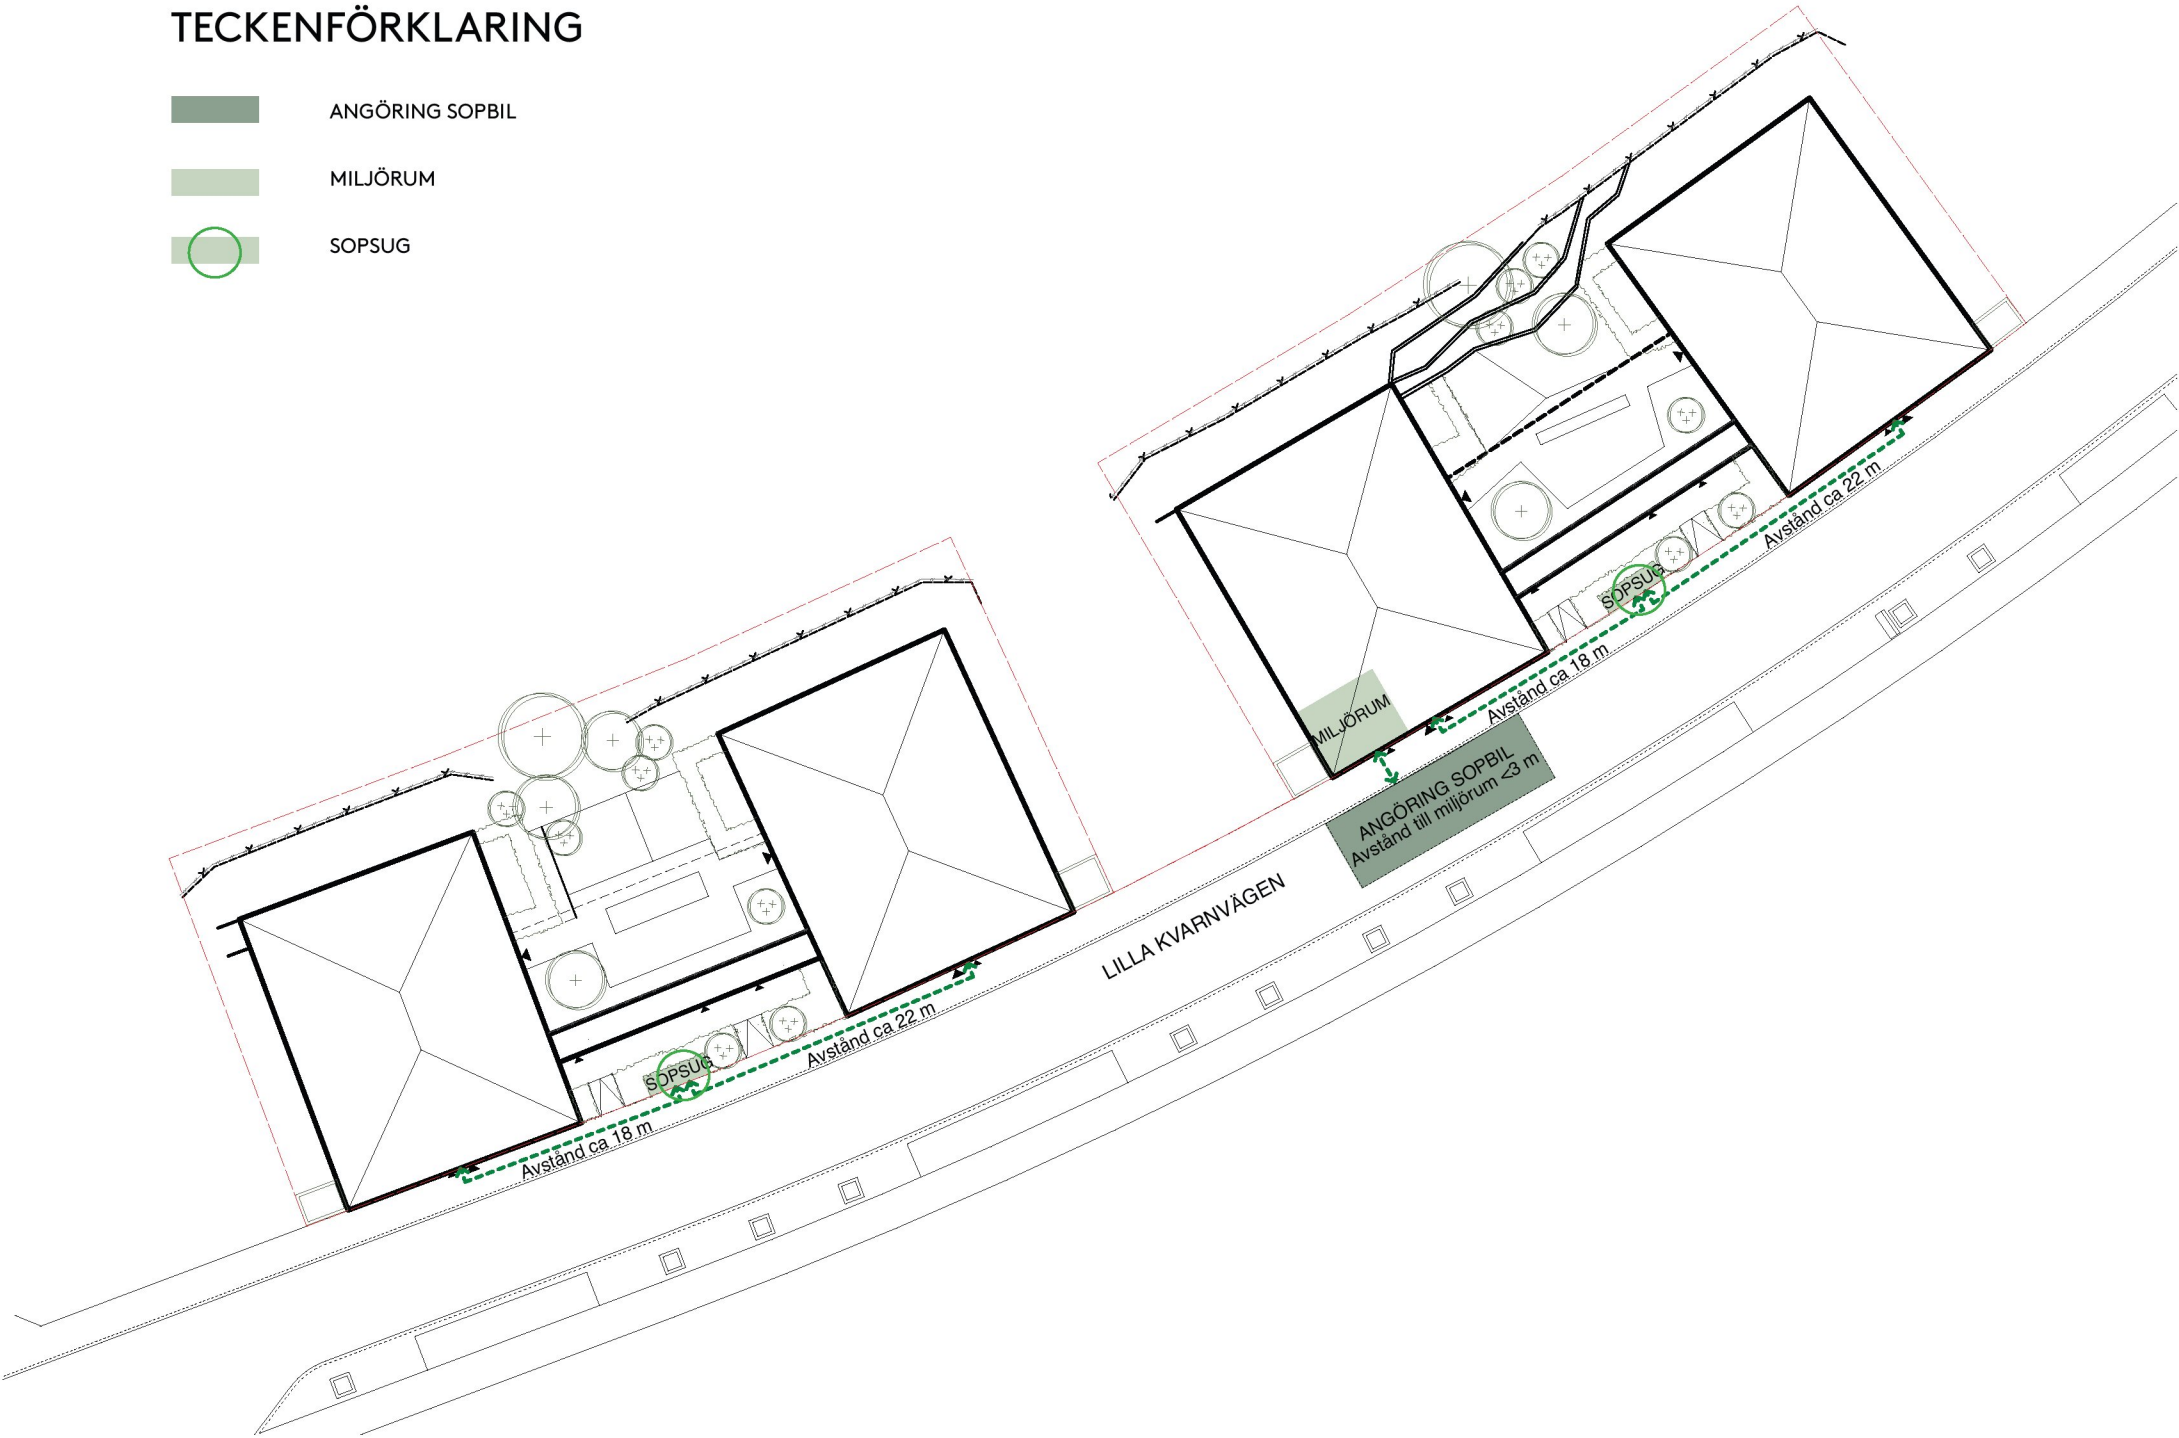 TECKENFÖRKLARING
ANGÖRING SOPBIL
MILJÖRUM
SOPSUG
Avstånd ca 22 m
SOPSUG
Avstånd ca 18 m
MILJÖRUM
ANGÖRING SOPBIL
Avstånd till miljörum <3 m
LILLA KVARNVÄGEN
Avstånd ca 22 m
SOPSUG
Avstånd ca 18 m